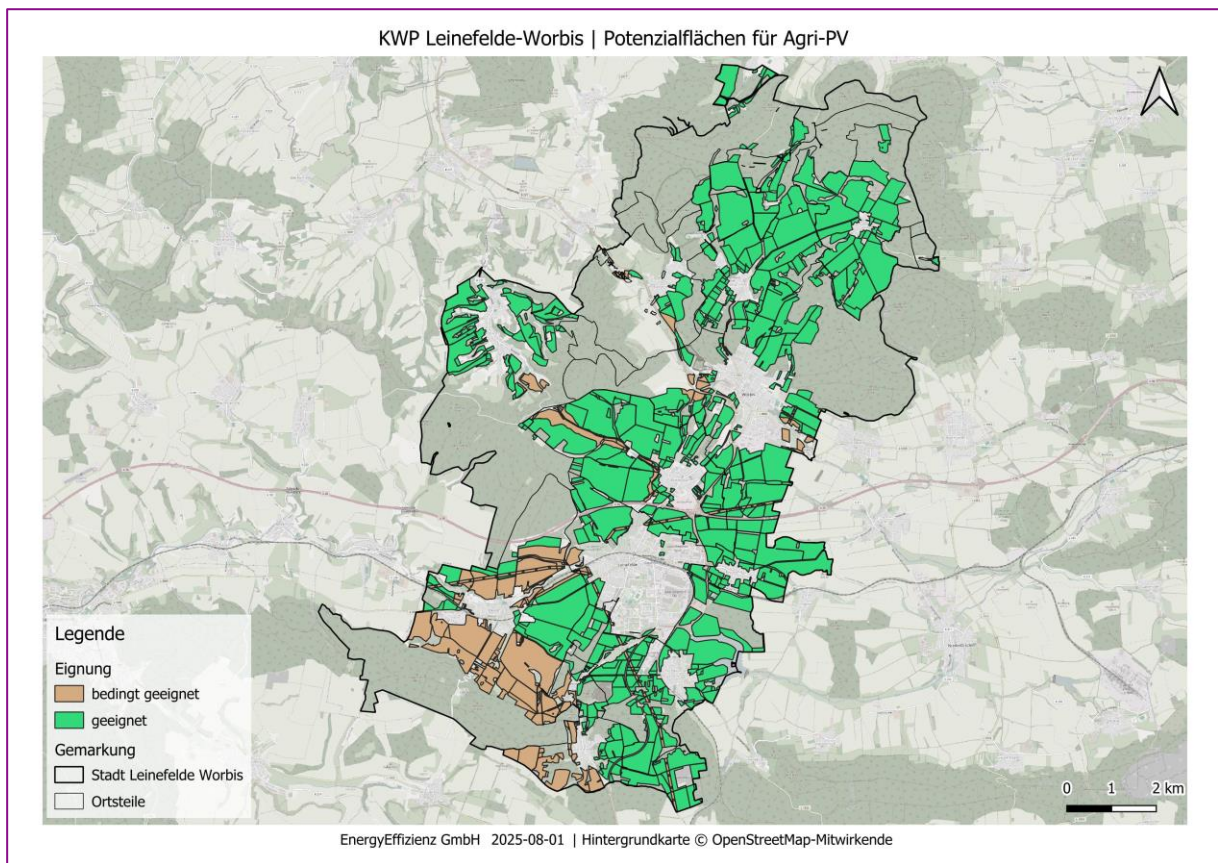 KWP Leinefelde-Worbis | Potenzialflächen für Agri-PV
Legende
Eignung
bedingt geeignet
geeignet
Gemarkung
Stadt Leinefelde Worbis
Ortsteile
0 1 2 km
EnergyEffizienz GmbH 2025-08-01 | Hintergrundkarte © OpenStreetMap-Mitwirkende